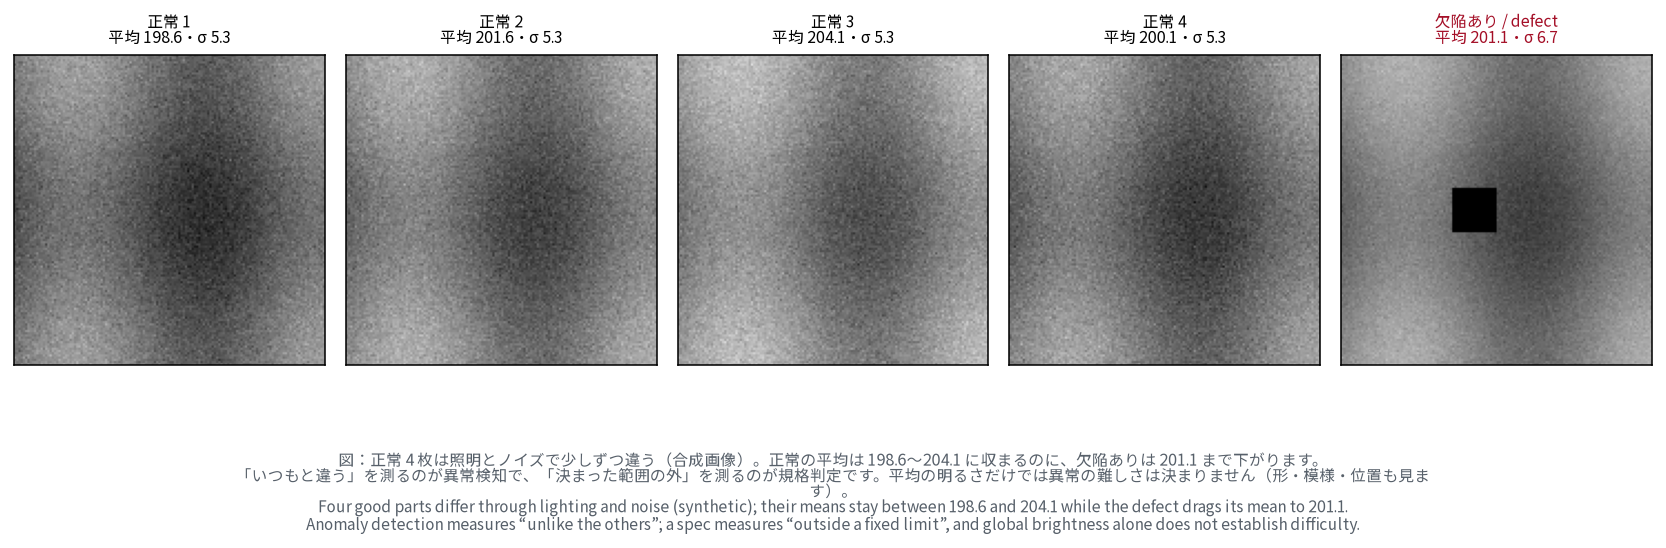 正常 1
平均 198.6・σ 5.3
正常 2
平均 201.6・σ 5.3
正常 3
平均 204.1・σ 5.3
正常 4
平均 200.1・σ 5.3
欠陥あり / defect
平均 201.1・σ 6.7
図：正常 4 枚は照明とノイズで少しずつ違う（合成画像）。正常の平均は 198.6～204.1 に収まるのに、欠陥ありは 201.1 まで下がります。
「いつもと違う」を測るのが異常検知で、「決まった範囲の外」を測るのが規格判定です。平均の明るさだけでは異常の難しさは決まりません（形・模様・位置も見ま
す）。
Four good parts differ through lighting and noise (synthetic); their means stay between 198.6 and 204.1 while the defect drags its mean to 201.1.
Anomaly detection measures “unlike the others”; a spec measures “outside a fixed limit”, and global brightness alone does not establish difficulty.